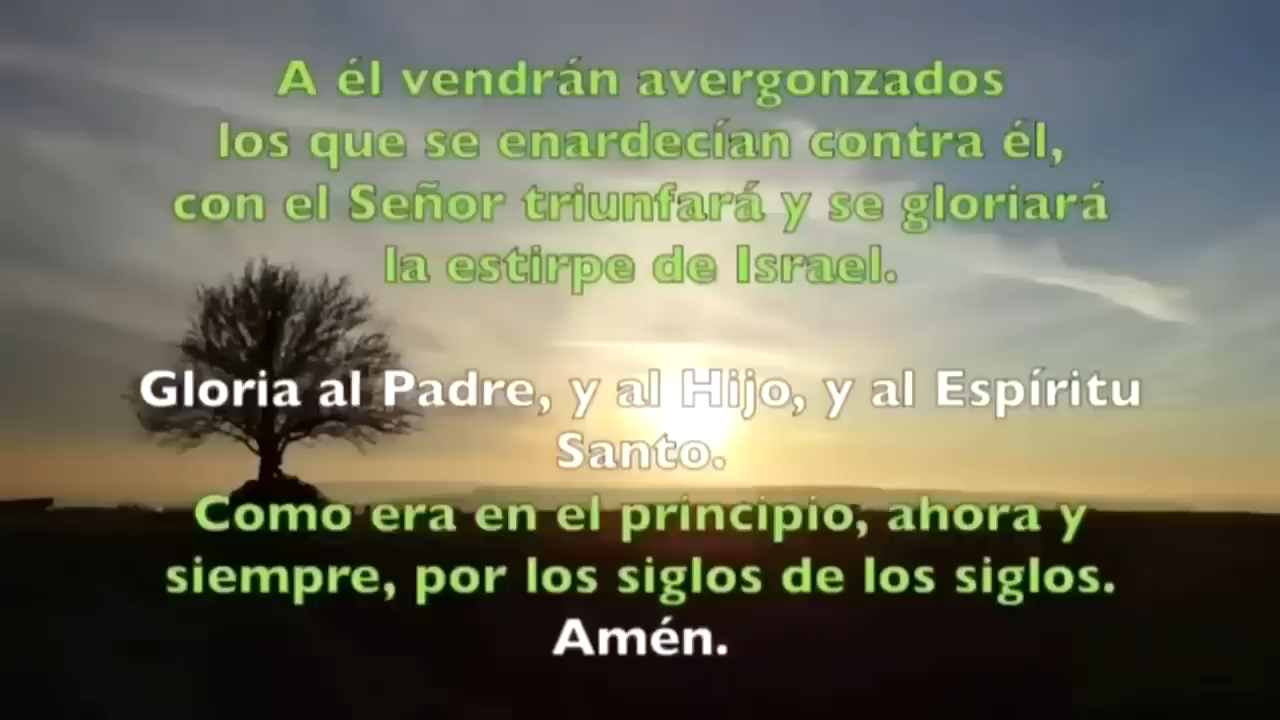 A él vendrán avergonzados
los que se enardecían contra él,
con el Señor triunfará y se gloriará
la estirpe de Israel.
Gloria al Padre, y al Hijo, y al Espíritu
Santo.
Como era en el principio, ahora y
siempre, por los siglos de los siglos.
Amén.